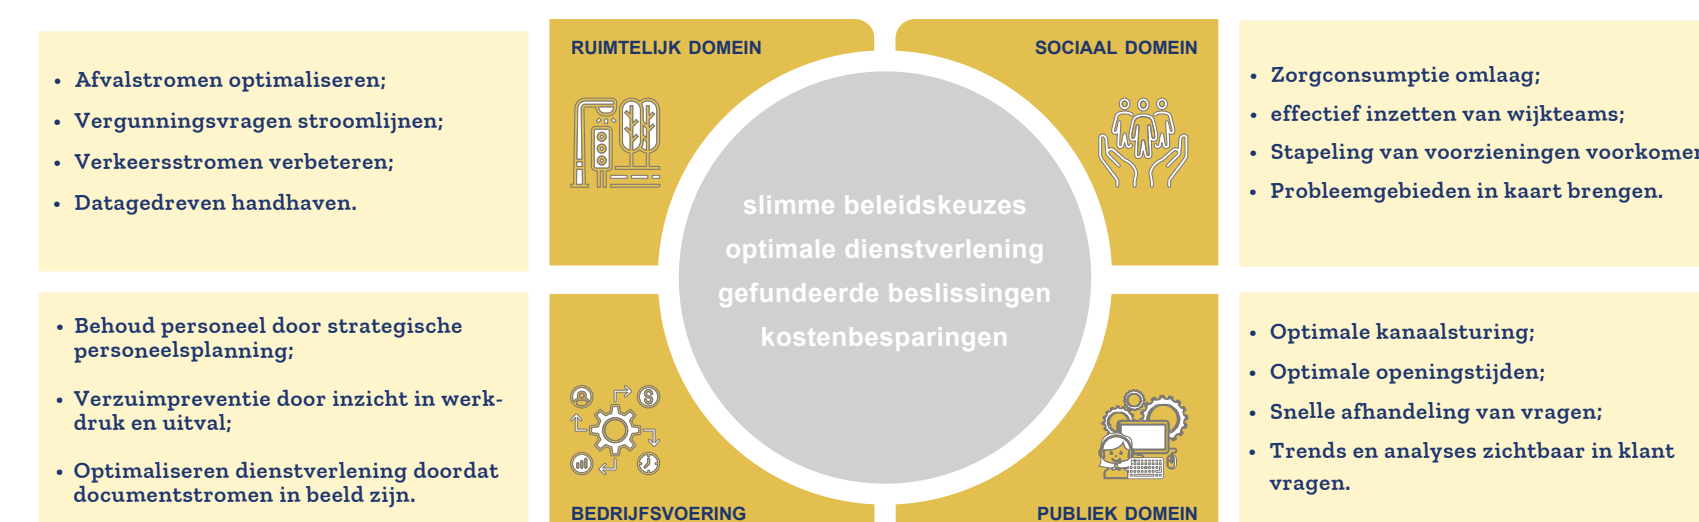 RUIMTELIJK DOMEIN
• Afvalstromen optimaliseren;
• Vergunningsvragen stroomlijnen;
• Verkeersstromen verbeteren;
• Datagedreven handhaven.
SOCIAAL DOMEIN
• Zorgconsumptie omlaag;
• effectief inzetten van wijkteams;
• Stapeling van voorzieningen voorkomen
• Probleemgebieden in kaart brengen.
slimme beleidskeuzes
optimale dienstverlening
gefundeerde beslissingen
kostenbesparingen
• Behoud personeel door strategische
personeelsplanning;
• Verzuimpreventie door inzicht in werk-
druk en uitval;
• Optimaliseren dienstverlening doordat
documentstromen in beeld zijn.
BEDRIJFSVOERING
• Optimale kanaalsturing;
• Optimale openingstijden;
• Snelle afhandeling van vragen;
• Trends en analyses zichtbaar in klant
vragen.
PUBLIEK DOMEIN